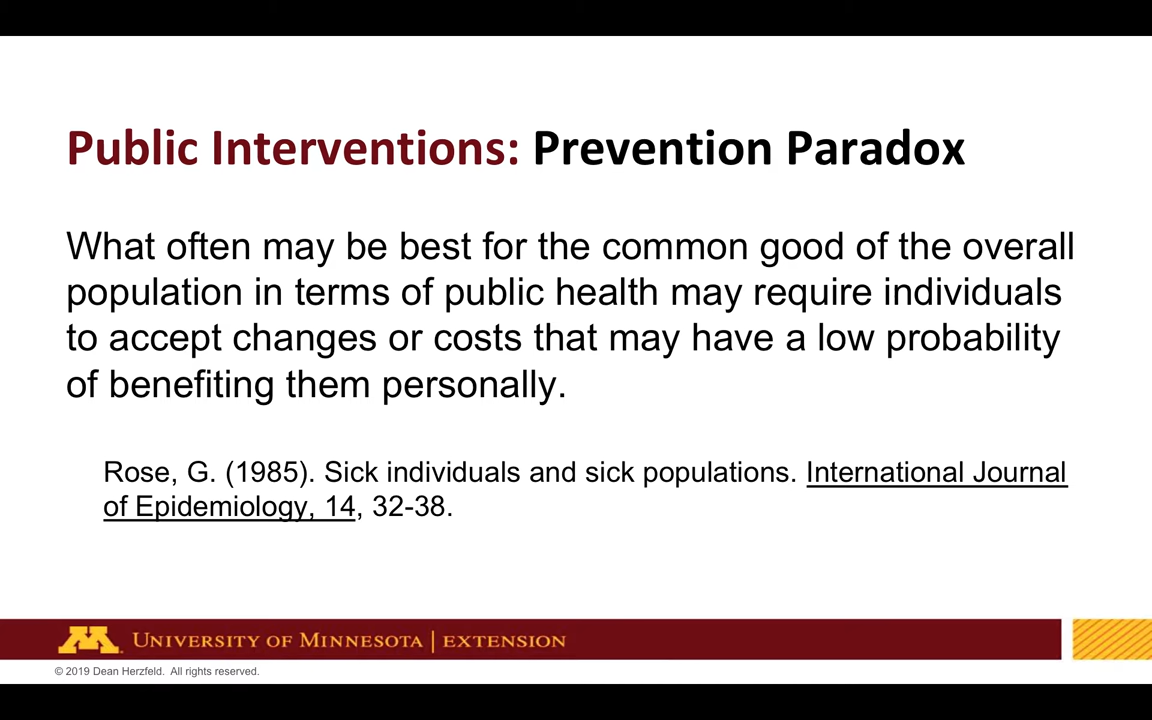 Public Interventions: Prevention Paradox
What often may be best for the common good of the overall
population in terms of public health may require individuals
to accept changes or costs that may have a low probability
of benefiting them personally.
Rose, G. (1985). Sick individuals and sick populations. International Journal
of Epidemiology, 14, 32-38.
M
UNIVERSITY OF MINNESOTA | EXTENSION
© 2019 Dean Herzfeld. All rights reserved.